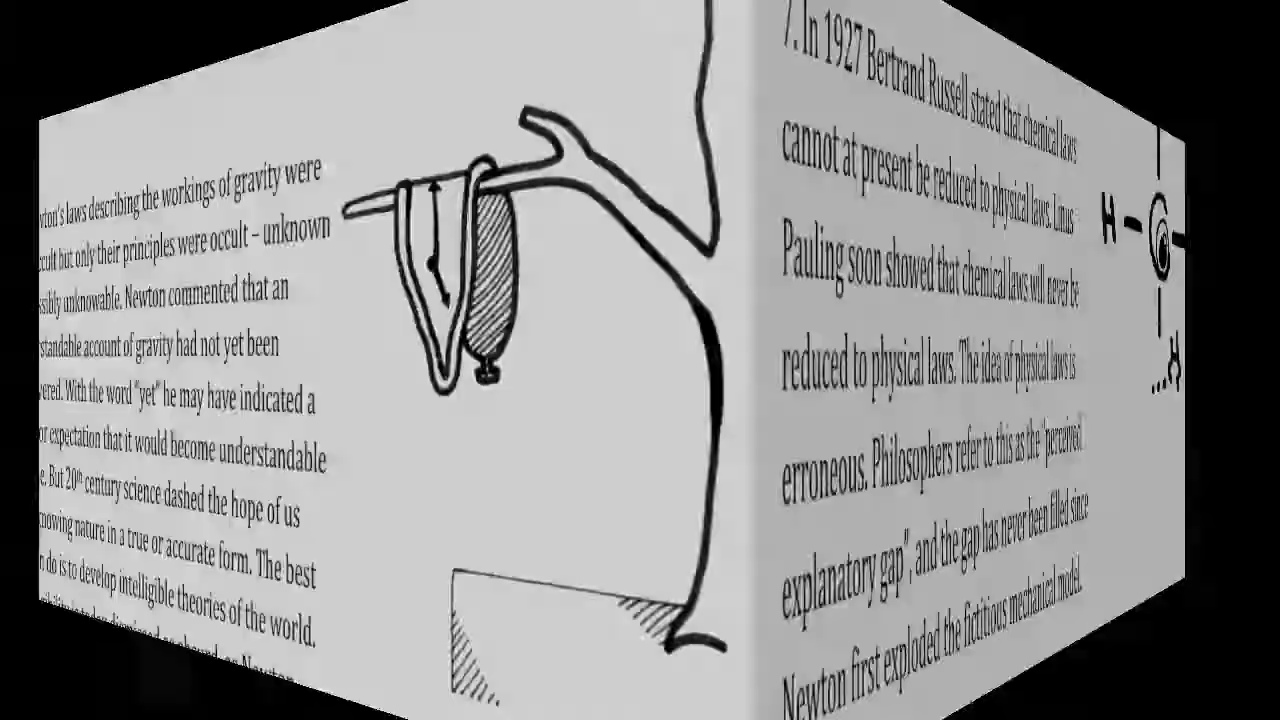 wton's laws describing the workings of gravity were
ccult but only their principles were occult – unknown
ssibly unknowable. Newton commented that an
standable account of gravity had not yet been
vered. With the word "yet" he may have indicated a
or expectation that it would become understandable
e. But 20th century science dashed the hope of us
nowing nature in a true or accurate form. The best
n do is to develop intelligible theories of the world.
7. In 1927 Bertrand Russell stated that chemical laws
cannot at present be reduced to physical laws. Linus
Pauling soon showed that chemical laws will never be
reduced to physical laws. The idea of physical laws is
erroneous. Philosophers refer to this as the "perceived
explanatory gap", and the gap has never been filled since
Newton first exploded the fictitious mechanical model.
H
H